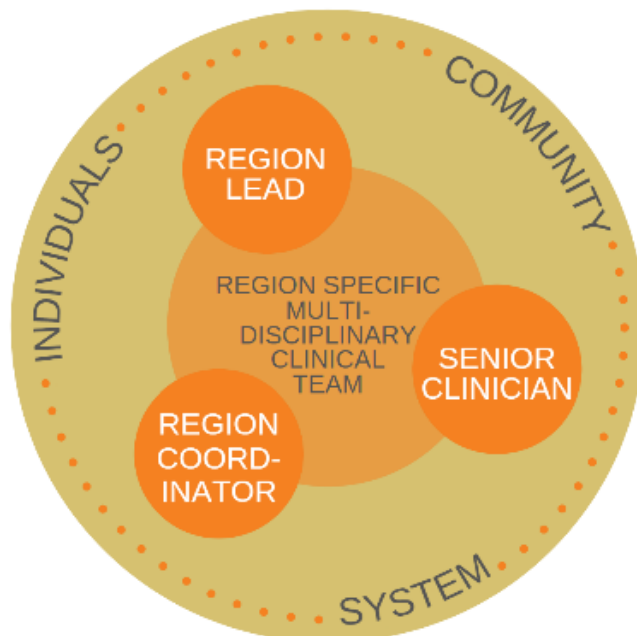 COMMUNITY
INDIVIDUALS
REGION
LEAD
REGION SPECIFIC
MULTI-
DISCIPLINARY
CLINICAL
TEAM
SENIOR
CLINICIAN
REGION
COORD-
INATOR
SYSTEM